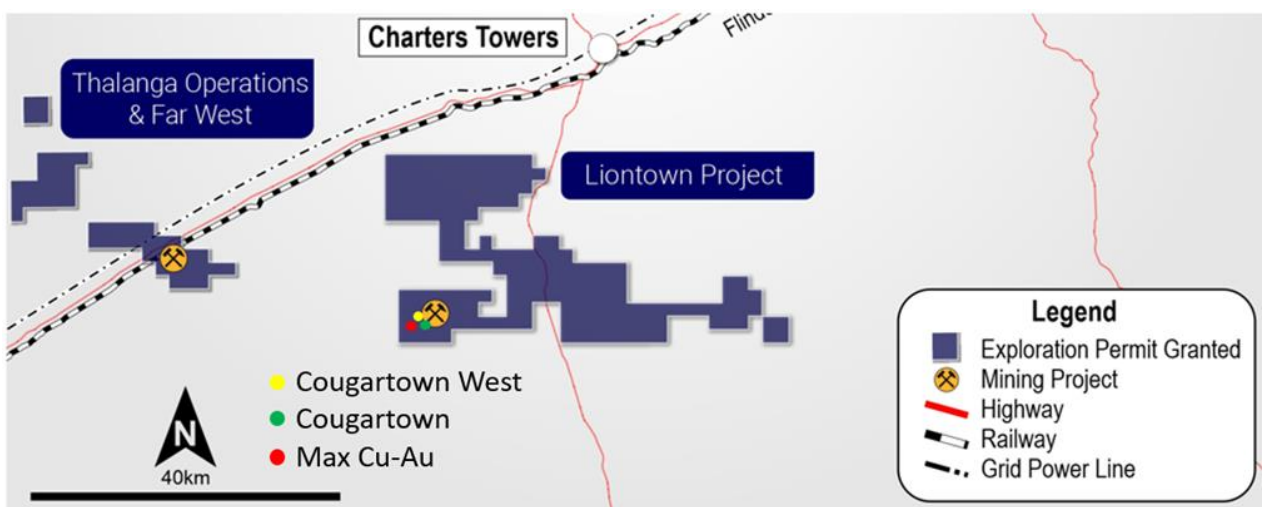 Charters Towers
Thalanga Operations
& Far West
Liontown Project
Cougartown West
Cougartown
Max Cu-Au
N
40km
Legend
Exploration Permit Granted
Mining Project
Highway
Railway
Grid Power Line